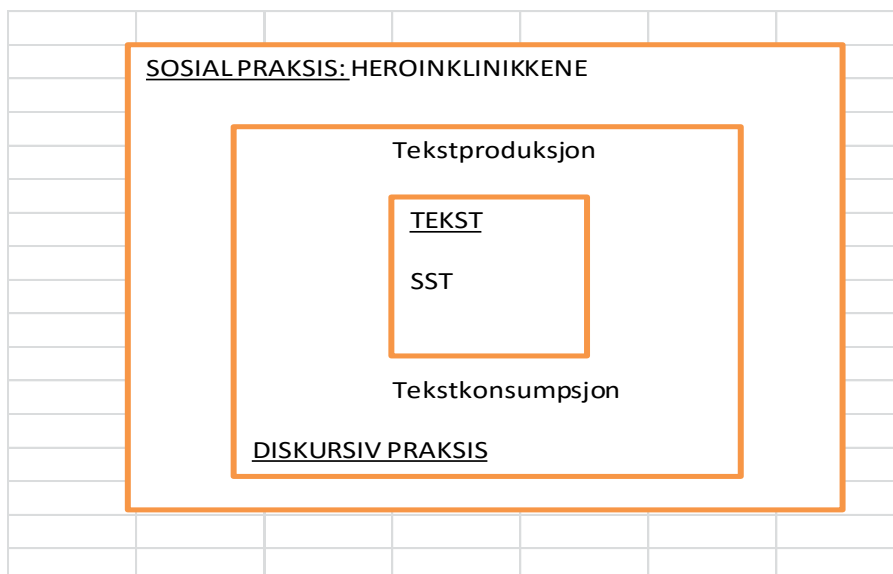 SOSIAL PRAKSIS: HEROINKLINIKKENE
Tekstproduksjon
TEKST
SST
Tekstkonsumpsjon
DISKURSIV PRAKSIS